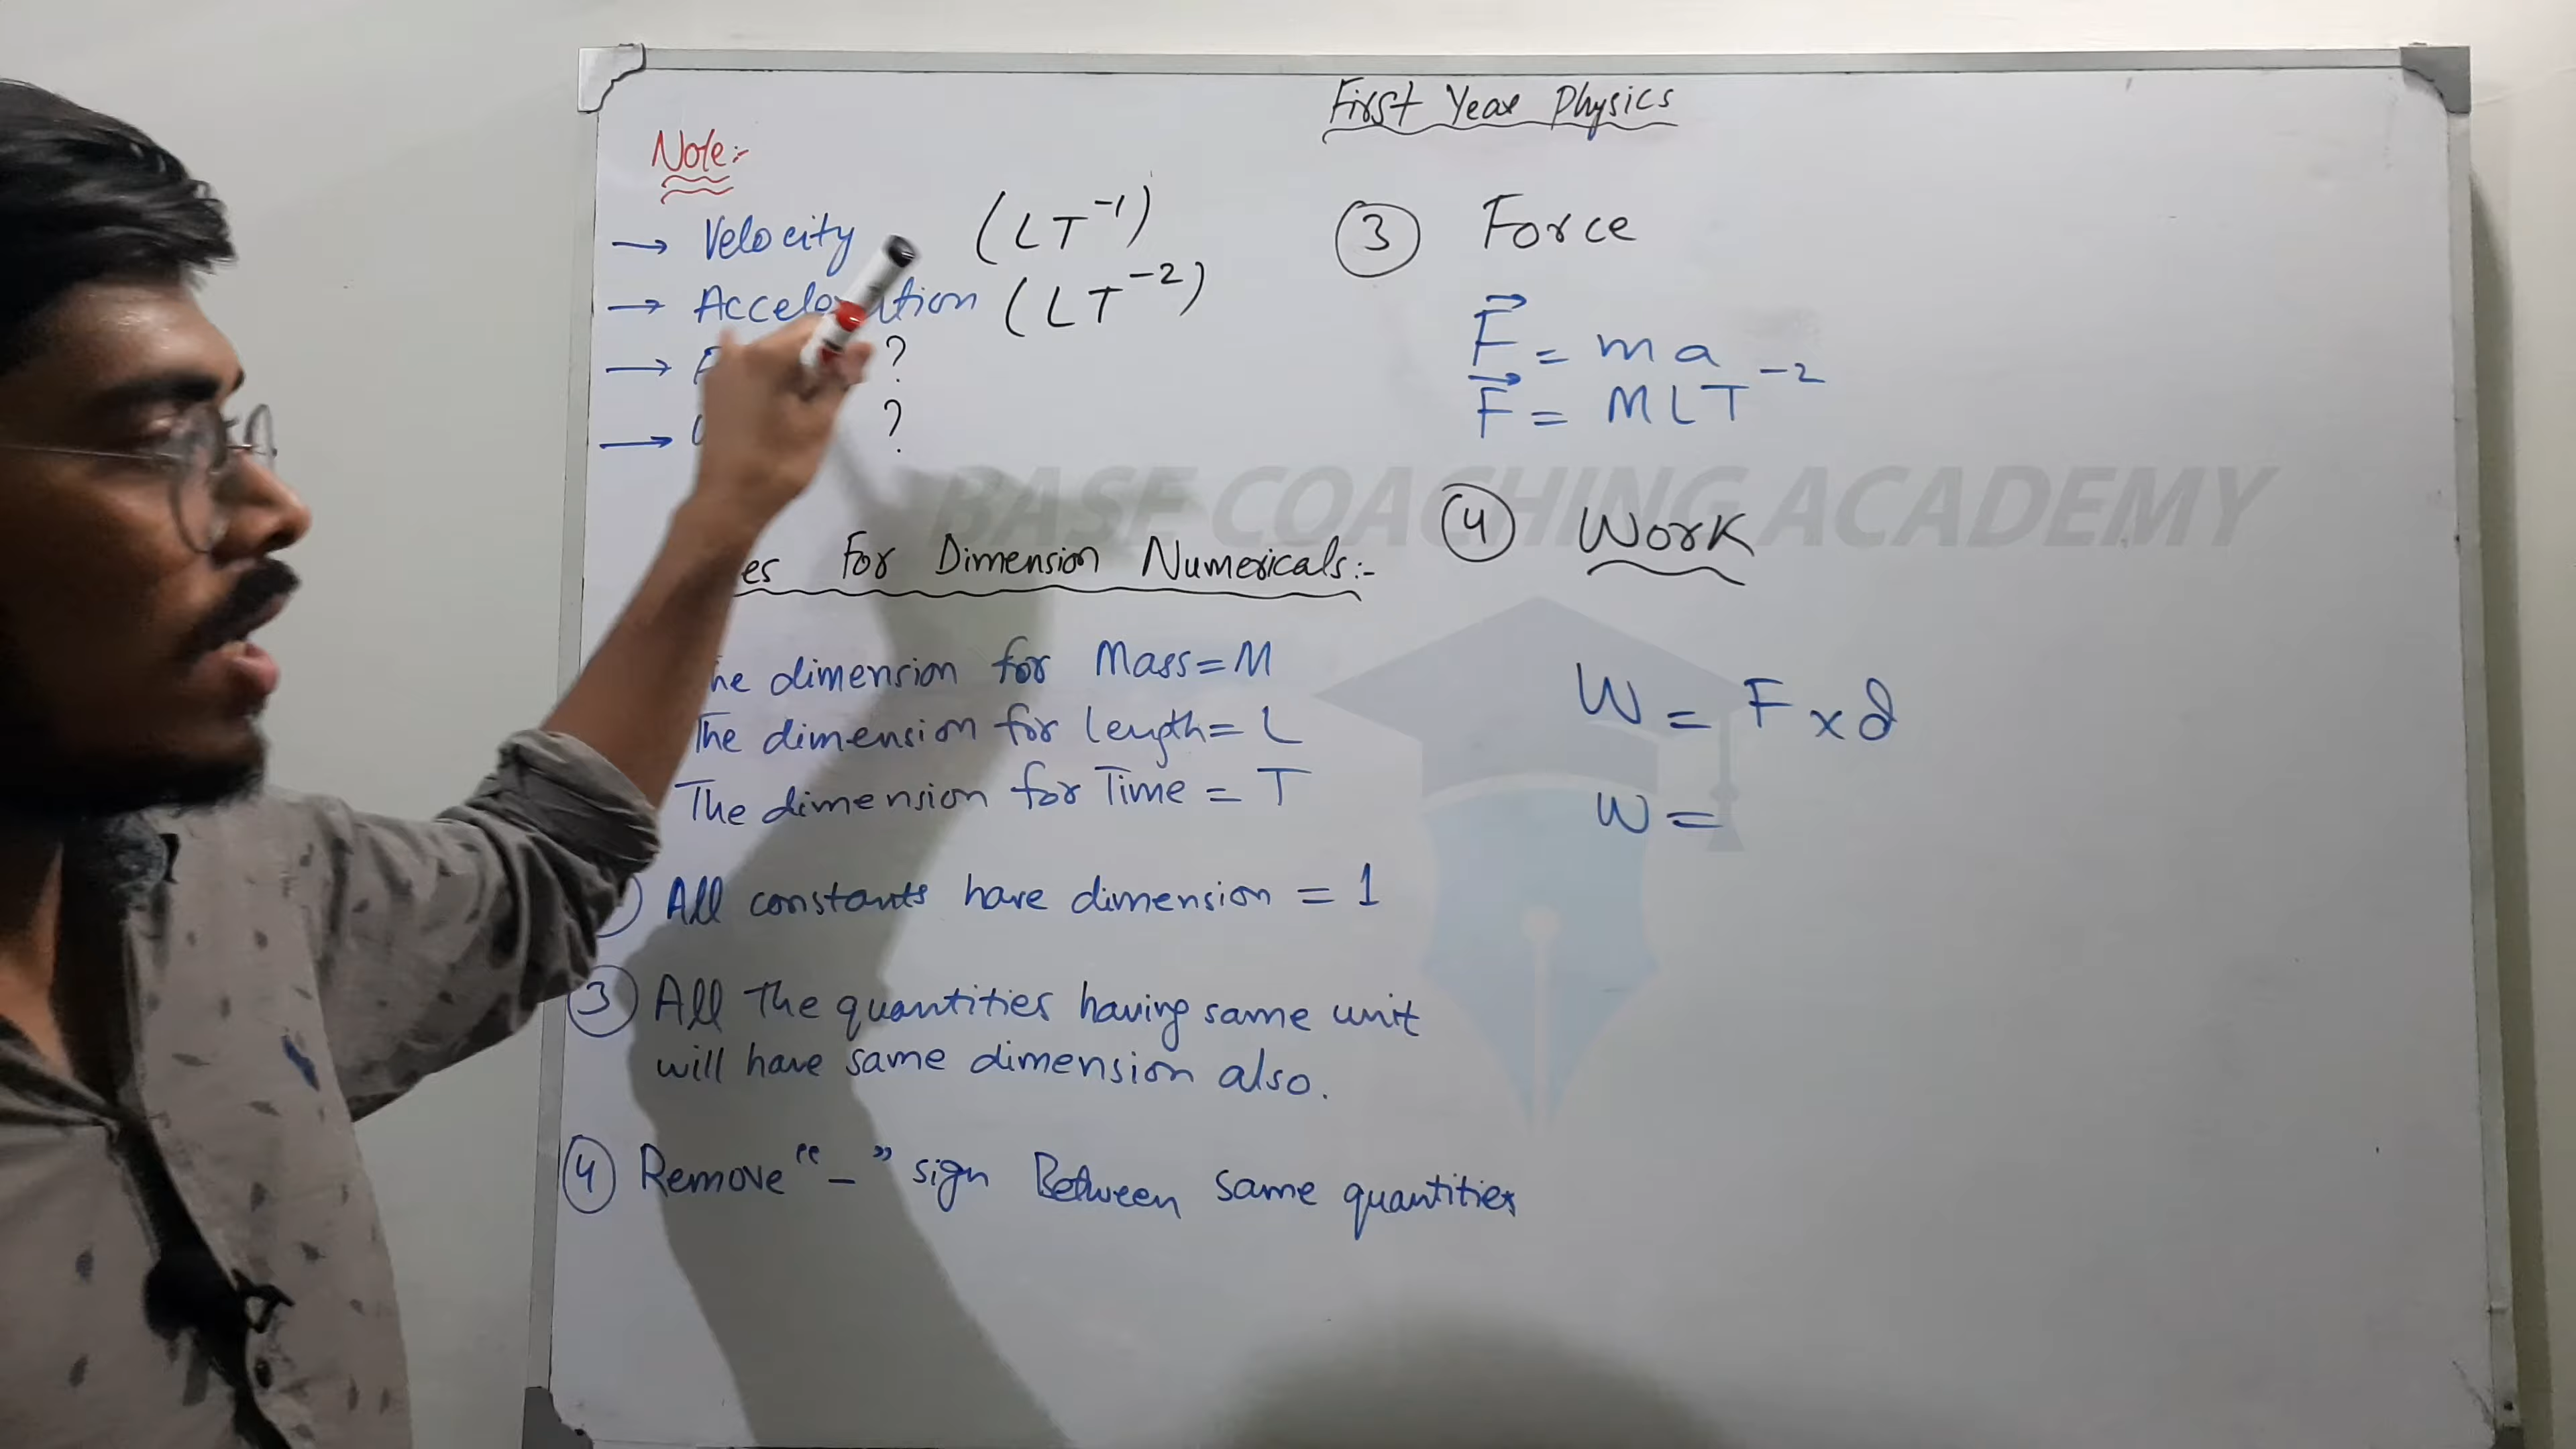 First Year Physics
Note:-
→ Velocity (LT⁻¹)
→ Acceleration (LT⁻²)
→ ?
→ ?
For Dimension Numericals:-
The dimension for Mass = M
The dimension for length = L
The dimension for Time = T
All constants have dimension = 1
③ All The quantities having same unit
will have same dimension also.
④ Remove “–” sign Between same quantities
③ Force
F⃗ = ma
F⃗ = MLT⁻²
④ Work
W = F × d
W =
BASE COACHING ACADEMY